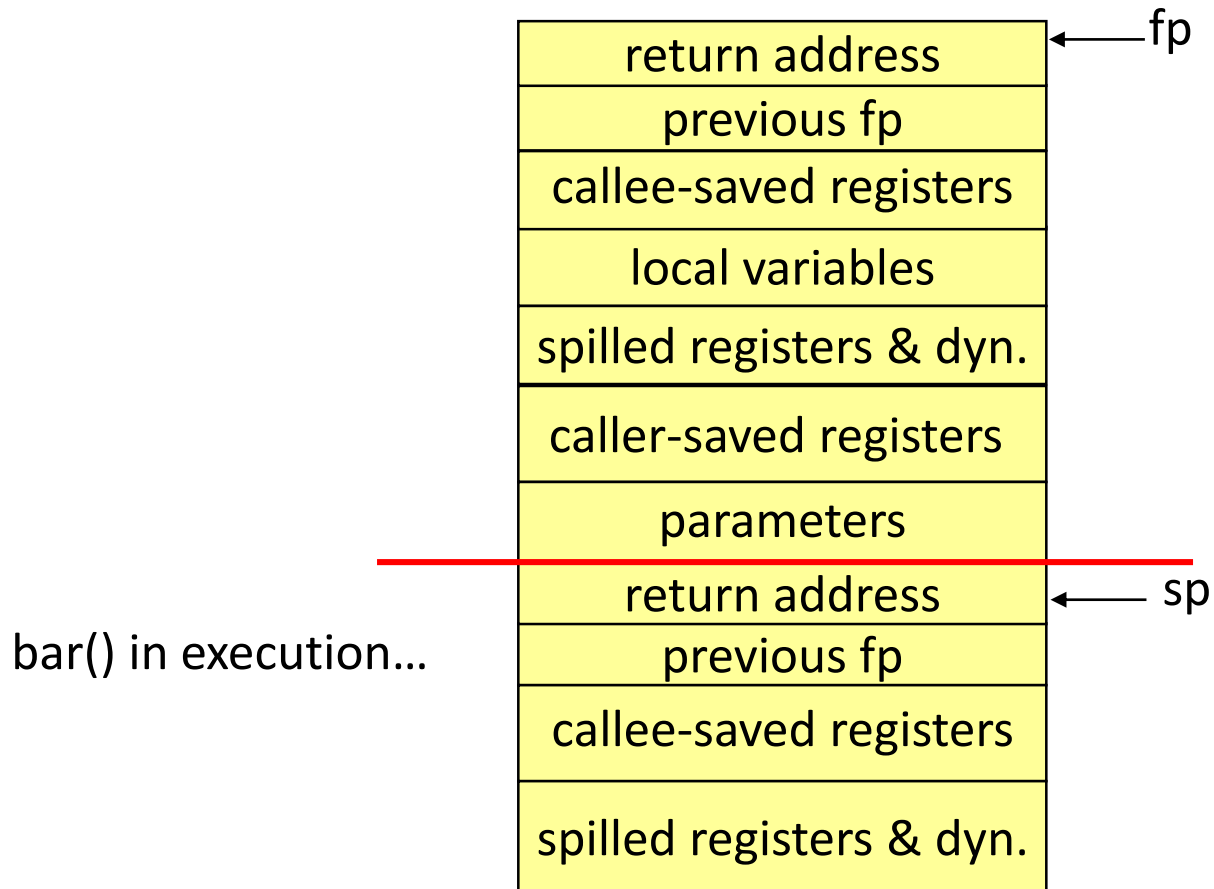 return address
fp
previous fp
callee-saved registers
local variables
spilled registers & dyn.
caller-saved registers
parameters
return address
sp
bar() in execution…
previous fp
callee-saved registers
spilled registers & dyn.